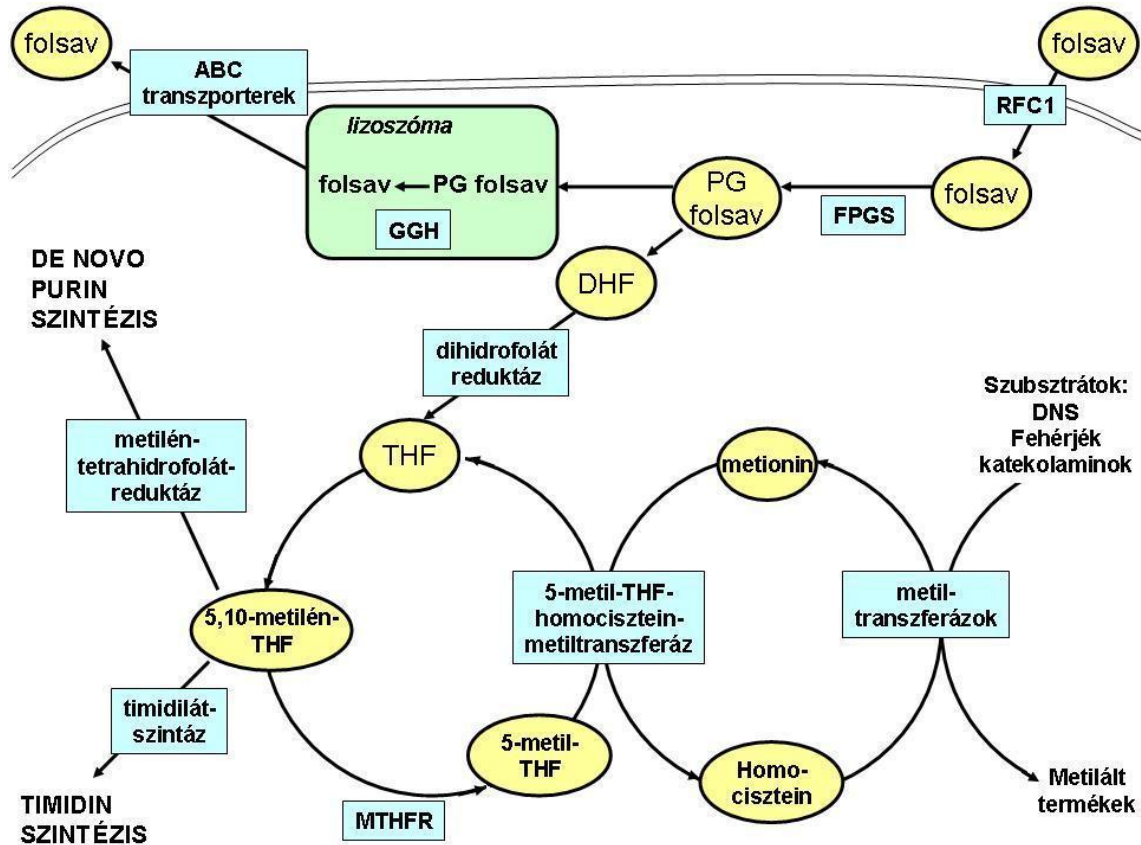 folsav
ABC
transzporterek
folsav
RFC1
lizoszóma
folsav
PG folsav
GGH
PG
folsav
FPGS
folsav
DE NOVO
PURIN
SZINTÉZIS
DHF
dihidrofolát
reduktáz
Szubsztrátok:
DNS
Fehérjék
katekolaminok
metilén-
tetrahidrofolát-
reduktáz
THF
metionin
5,10-metilén-
THF
5-metil-THF-
homocisztein-
metiltranszferáz
metil-
transzferázok
timidilát-
szintáz
5-metil-
THF
Homo-
cisztein
Metilált
termékek
TIMIDIN
SZINTÉZIS
MTHFR